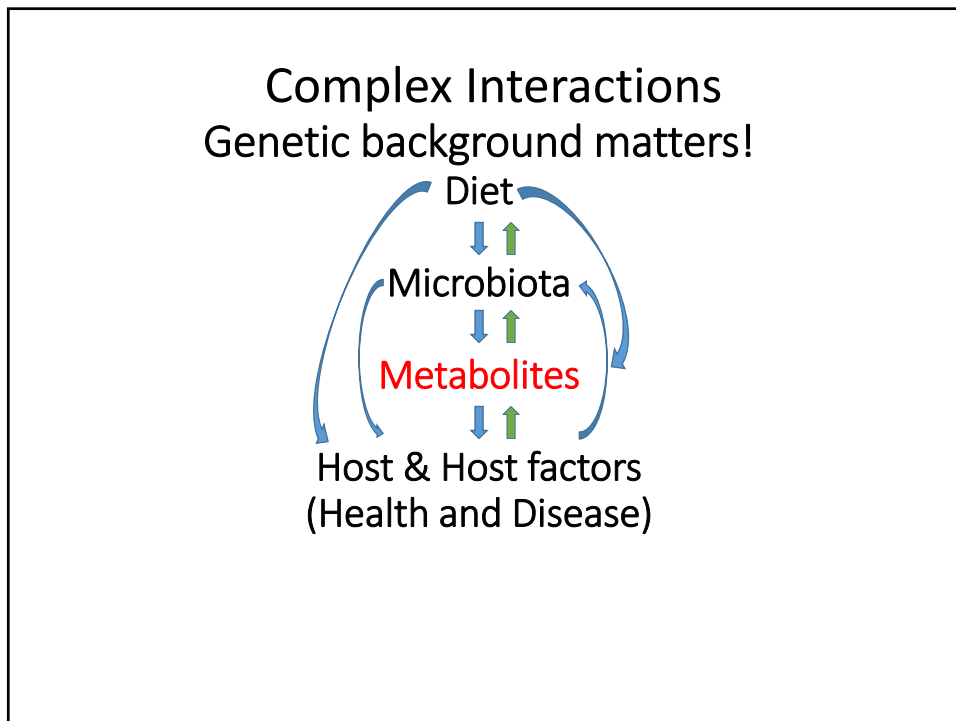 Complex Interactions
Genetic background matters!
Diet
Microbiota
Metabolites
Host & Host factors
(Health and Disease)